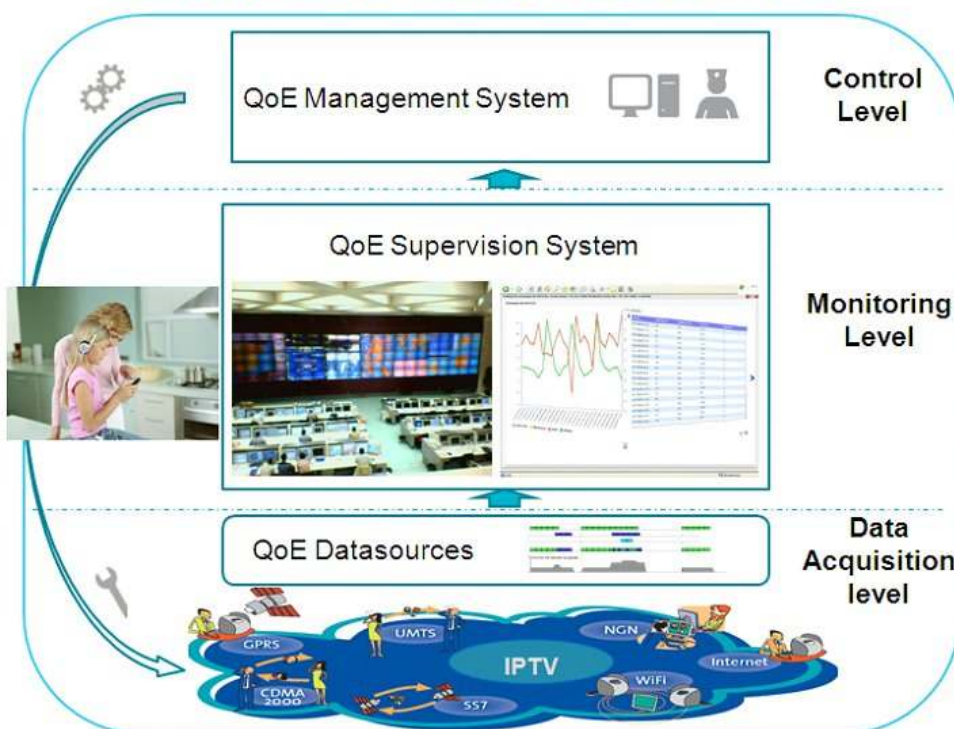 QoE Management System
Control
Level
QoE Supervision System
Monitoring
Level
QoE Datasources
Data
Acquisition
level
GPRS
UMTS
NGN
IPTV
Internet
CDMA
2000
SS7
WiFi